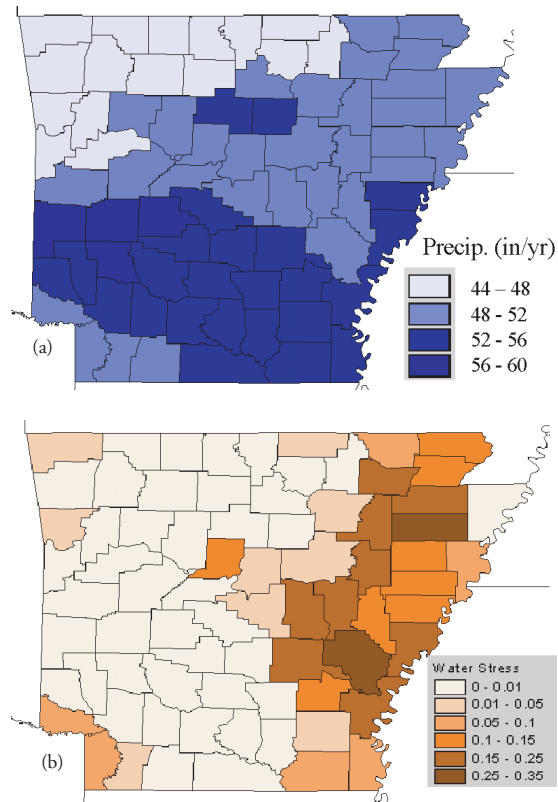 Precip. (in/yr)
44 – 48
48 - 52
52 - 56
56 - 60
(a)
Water Stress
0 - 0.01
0.01 - 0.05
0.05 - 0.1
0.1 - 0.15
0.15 - 0.25
0.25 - 0.35
(b)